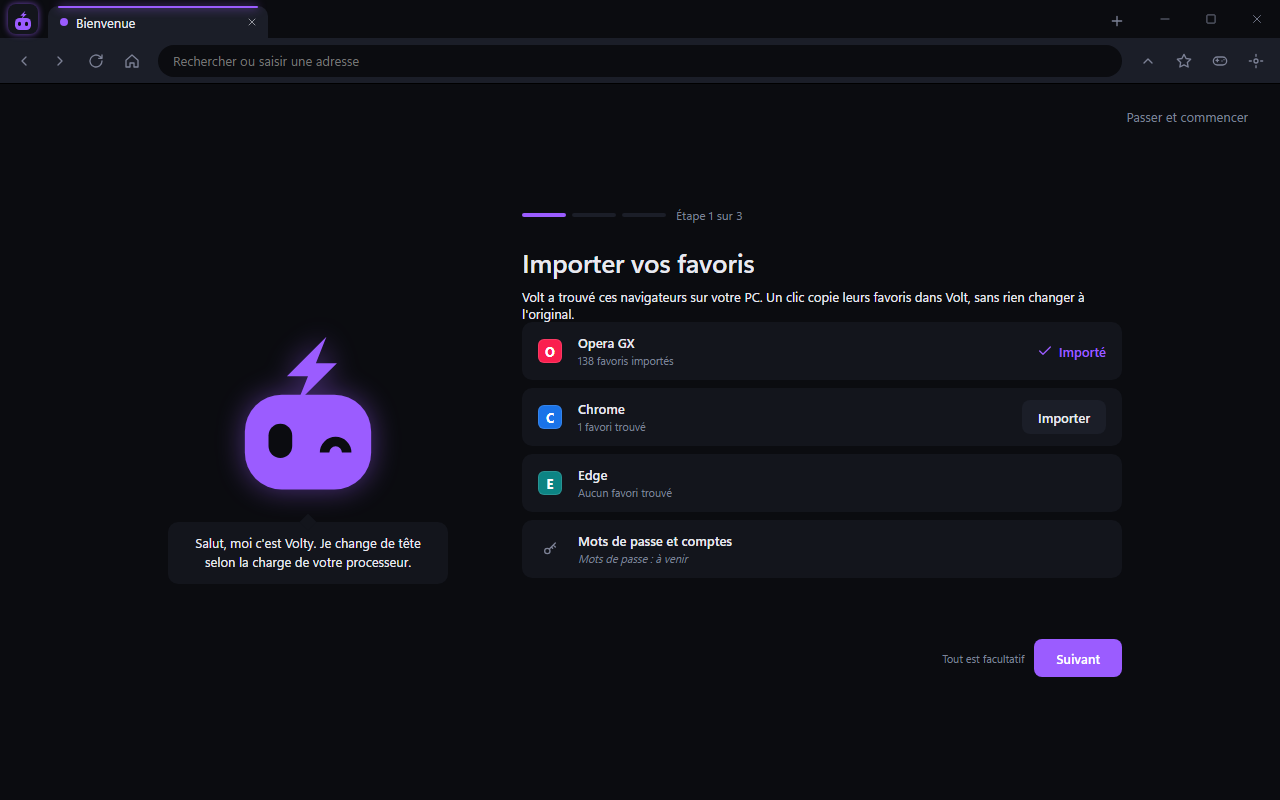 Bienvenue
Rechercher ou saisir une adresse
Passer et commencer
Étape 1 sur 3
Importer vos favoris
Volt a trouvé ces navigateurs sur votre PC. Un clic copie leurs favoris dans Volt, sans rien changer à
l'original.
O
Opera GX
138 favoris importés
Importé
C
Chrome
1 favori trouvé
Importer
E
Edge
Aucun favori trouvé
Mots de passe et comptes
Mots de passe : à venir
Salut, moi c'est Volty. Je change de tête
selon la charge de votre processeur.
Tout est facultatif
Suivant